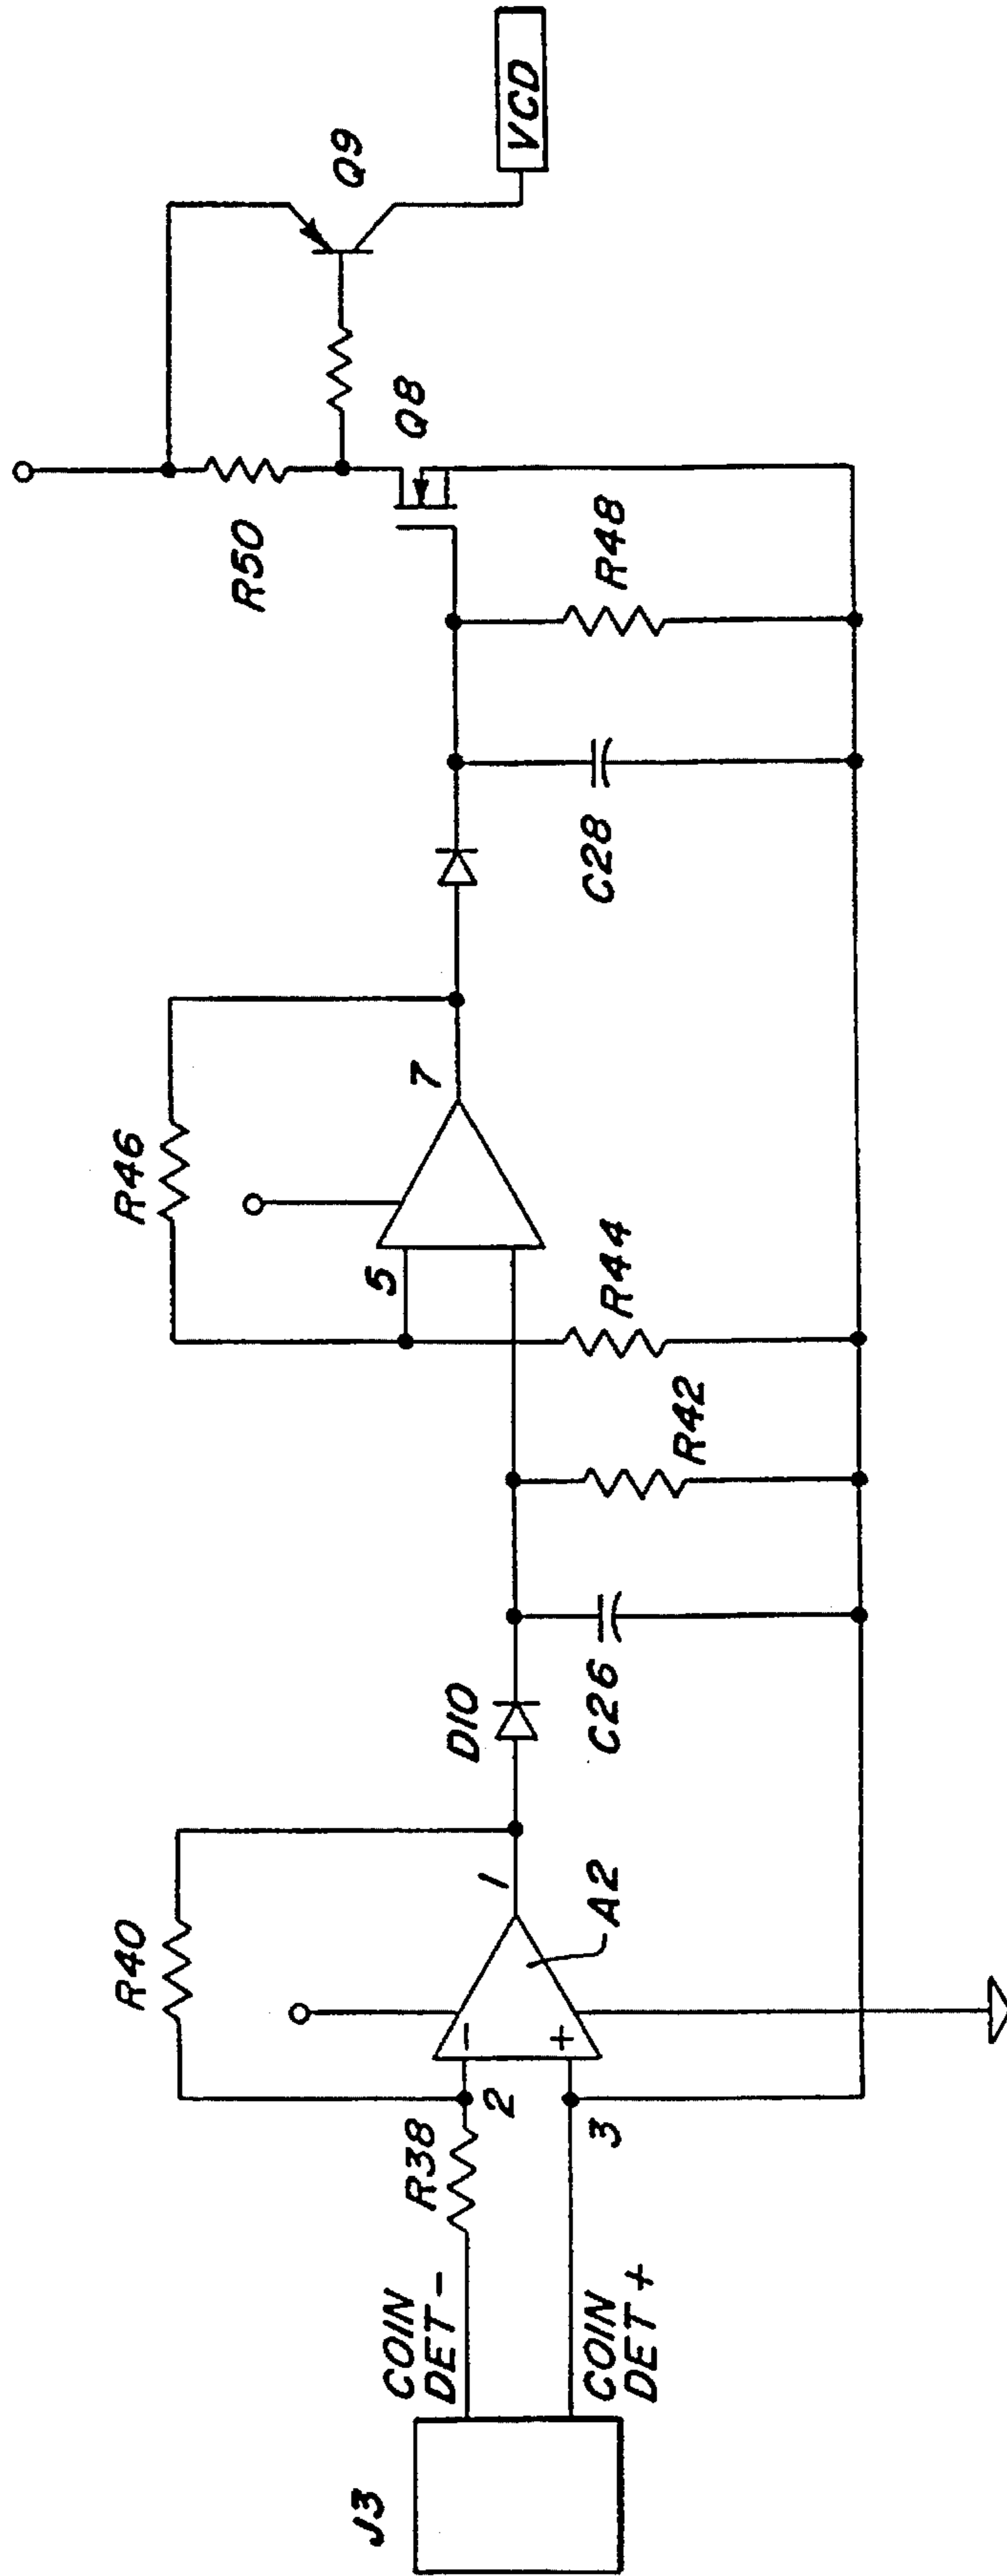 J3
COIN
DET -
COIN
DET +
R38
2
3
-
+
R40
A2
1
D10
C26
R42
R44
5
R46
7
C28
R48
R50
Q8
Q9
VCD